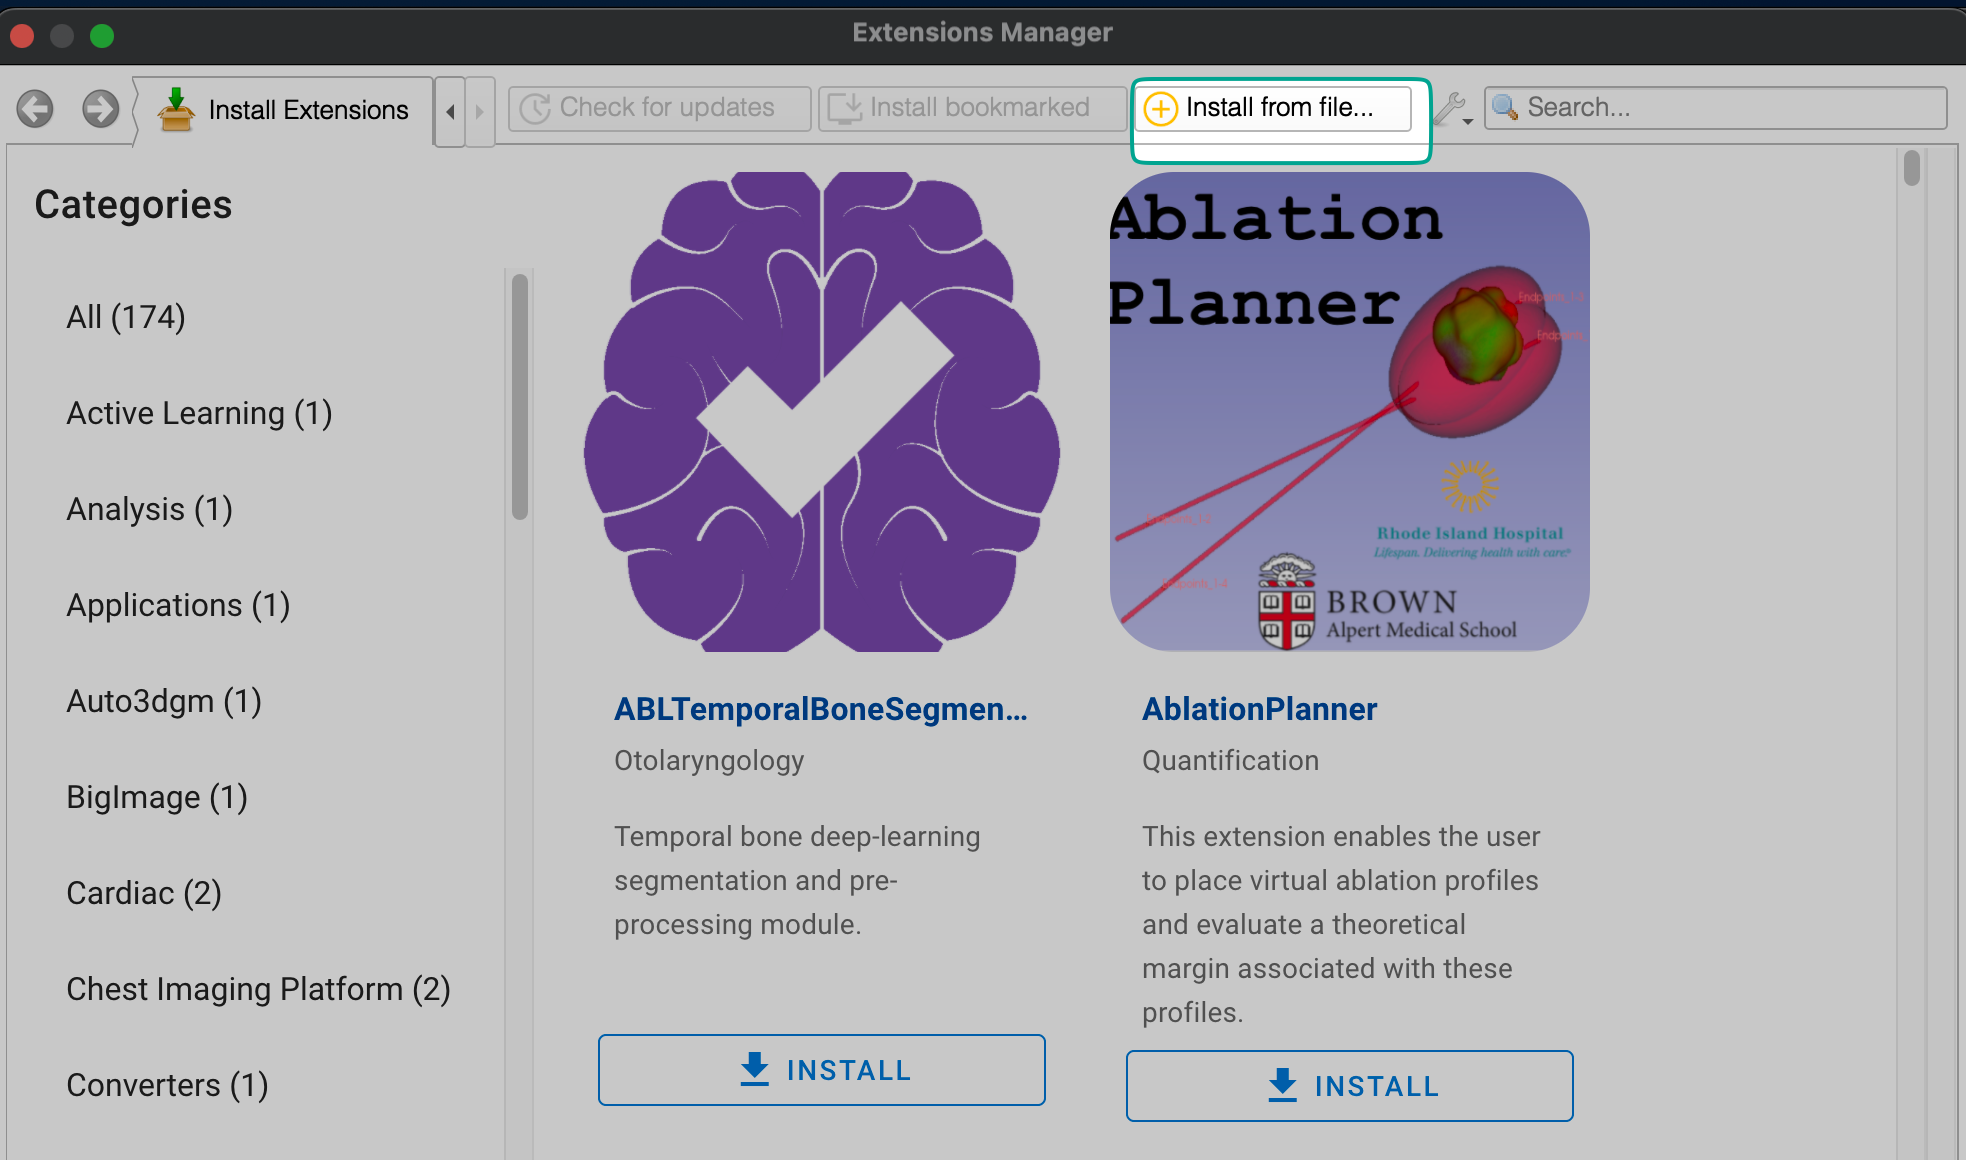 Extensions Manager
Install Extensions
Check for updates
Install bookmarked
Install from file...
Search...
Categories
All (174)
Active Learning (1)
Analysis (1)
Applications (1)
Auto3dgm (1)
BigImage (1)
Cardiac (2)
Chest Imaging Platform (2)
Converters (1)
ABLTemporalBoneSegmen...
Otolaryngology
Temporal bone deep-learning
segmentation and pre-
processing module.
INSTALL
Ablation
Planner
Rhode Island Hospital
Lifespan. Delivering health with care.®
BROWN
Alpert Medical School
AblationPlanner
Quantification
This extension enables the user
to place virtual ablation profiles
and evaluate a theoretical
margin associated with these
profiles.
INSTALL